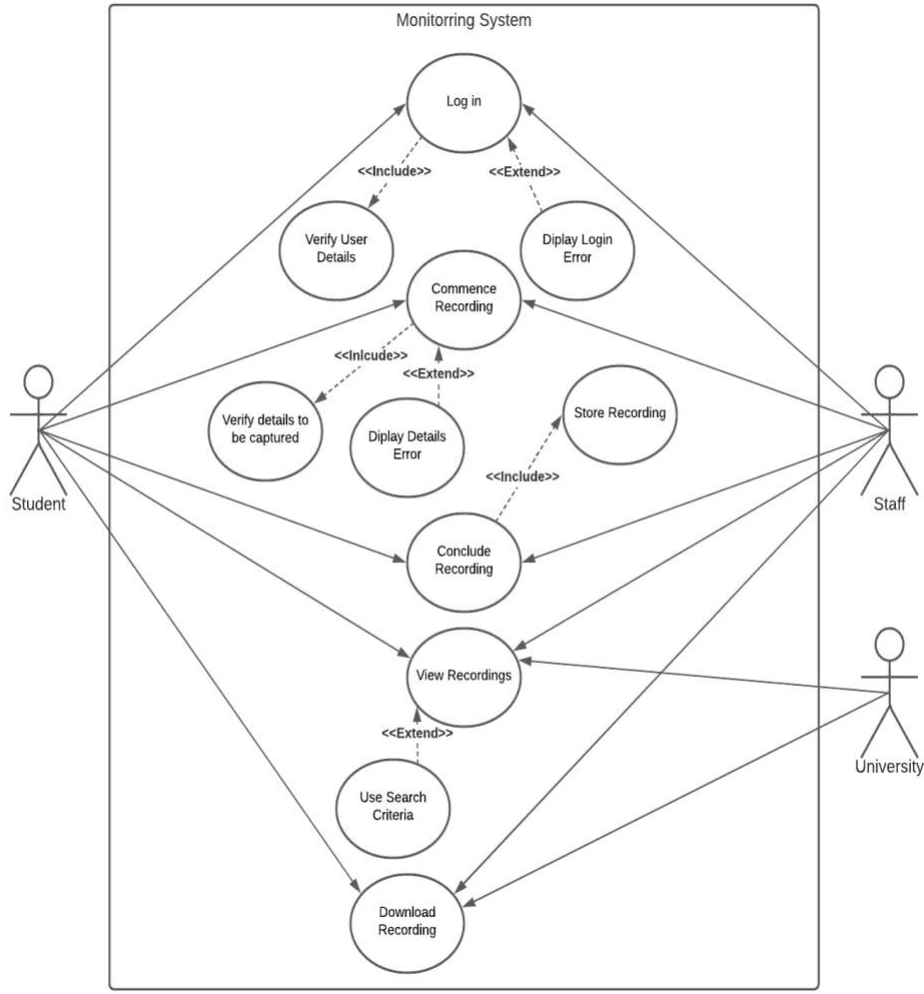 Monitorring System
Log in
<<Include>>
<<Extend>>
Verify User
Details
Diplay Login
Error
Commence
Recording
<<Inlcude>>
<<Extend>>
Verify details to
be captured
Diplay Details
Error
Store Recording
<<Include>>
Student
Staff
Conclude
Recording
View Recordings
<<Extend>>
University
Use Search
Criteria
Download
Recording